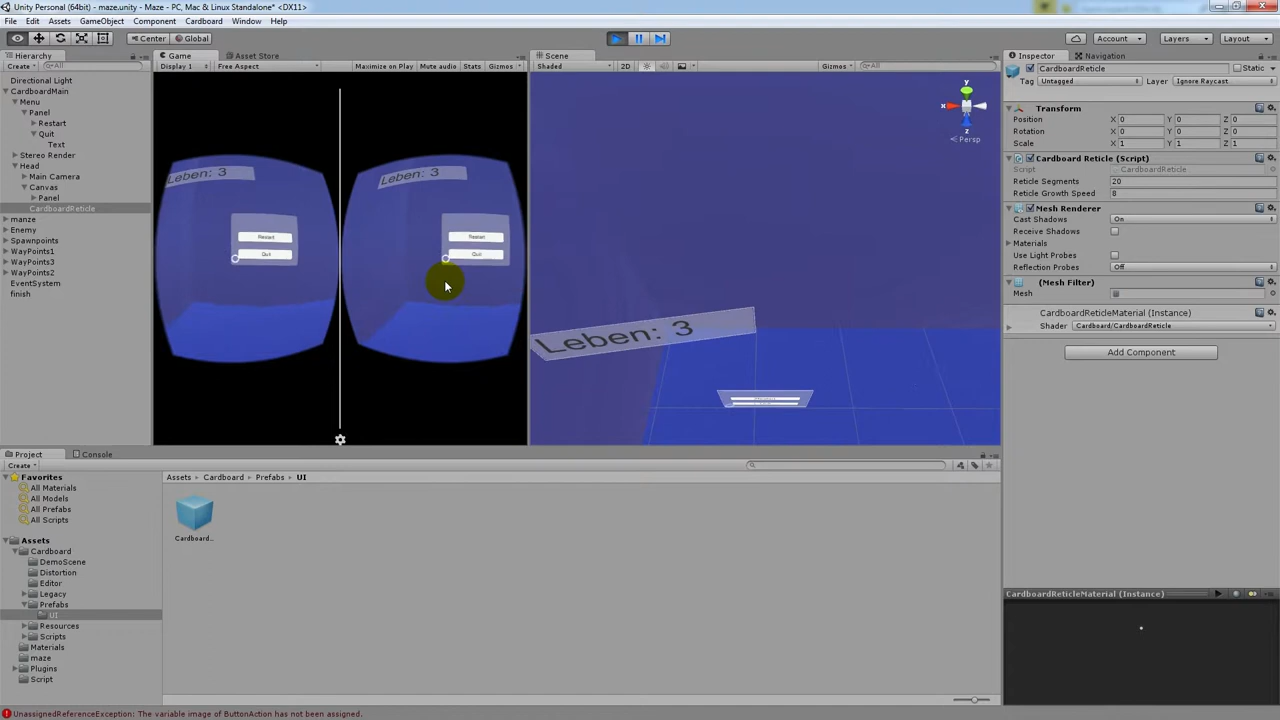 Unity Personal (64bit) - maze.unity - Maze - PC, Mac & Linux Standalone* <DX11>
File Edit Assets GameObject Component Cardboard Window Help
Center Global Account Layers Layout
Hierarchy
Create All
Directional Light
CardboardMain
Menu
Panel
Restart
Quit
Text
Stereo Render
Head
Main Camera
Canvas
Panel
CardboardReticle
manze
Enemy
Spawnpoints
WayPoints1
WayPoints3
WayPoints2
EventSystem
finish
Game Asset Store
Display 1 Free Aspect Maximize on Play Mute audio Stats Gizmos
Leben: 3 Leben: 3
Restart Restart
Quit Quit
Scene
Shaded 2D Gizmos All
y
x
z
Persp
Leben: 3
Inspector Navigation
CardboardReticle Static
Tag Untagged Layer Ignore Raycast
Transform
Position X 0 Y 0 Z 0
Rotation X 0 Y 0 Z 0
Scale X 1 Y 1 Z 1
Cardboard Reticle (Script)
Script CardboardReticle
Reticle Segments 20
Reticle Growth Speed 8
Mesh Renderer
Cast Shadows On
Receive Shadows
Materials
Use Light Probes
Reflection Probes Off
(Mesh Filter)
Mesh
CardboardReticleMaterial (Instance)
Shader Cardboard/CardboardReticle
Add Component
CardboardReticleMaterial (Instance)
Project Console
Create
Favorites
All Materials
All Models
All Prefabs
All Scripts
Assets
Cardboard
DemoScene
Distortion
Editor
Legacy
Prefabs
UI
Resources
Scripts
Materials
maze
Plugins
Script
Assets Cardboard Prefabs UI
Cardboard...
UnassignedReferenceException: The variable image of ButtonAction has not been assigned.